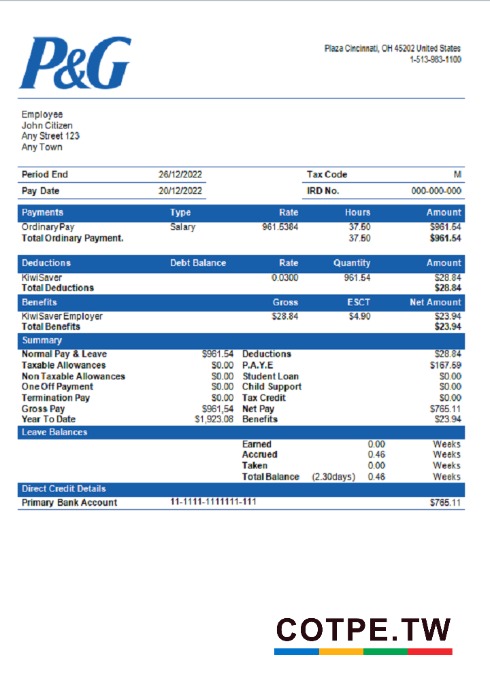 P&G
Plaza Cincinnati, OH 45202 United States
1-513-983-1100
Employee
John Citizen
Any Street 123
Any Town
Period End 26/12/2022 Tax Code M
Pay Date 20/12/2022 IRD No. 000-000-000
Payments Type Rate Hours Amount
Ordinary Pay Salary 961.5384 37.50 $961.54
Total Ordinary Payment. 37.50 $961.54
Deductions Debt Balance Rate Quantity Amount
KiwiSaver 0.0300 961.54 $28.84
Total Deductions $28.84
Benefits Gross ESCT Net Amount
KiwiSaver Employer $28.84 $4.90 $23.94
Total Benefits $23.94
Summary
Normal Pay & Leave $961.54 Deductions $28.84
Taxable Allowances $0.00 P.A.Y.E $167.59
Non Taxable Allowances $0.00 Student Loan $0.00
One Off Payment $0.00 Child Support $0.00
Termination Pay $0.00 Tax Credit $0.00
Gross Pay $961,54 Net Pay $765.11
Year To Date $1,923.08 Benefits $23.94
Leave Balances
Earned 0.00 Weeks
Accrued 0.46 Weeks
Taken 0.00 Weeks
Total Balance (2.30days) 0.46 Weeks
Direct Credit Details
Primary Bank Account 11-1111-1111111-111 $765.11
COTPE.TW